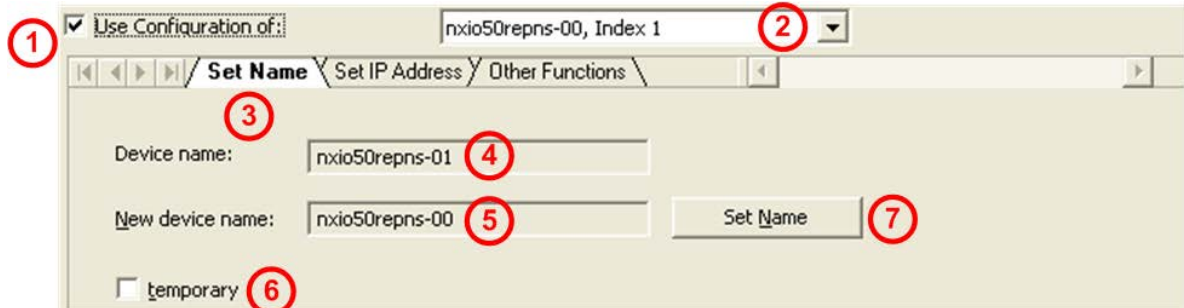 1 Use Configuration of: nxio50repns-00, Index 1 2
Set Name Set IP Address Other Functions
3
Device name: nxio50repns-01 4
New device name: nxio50repns-00 5 Set Name 7
temporary 6